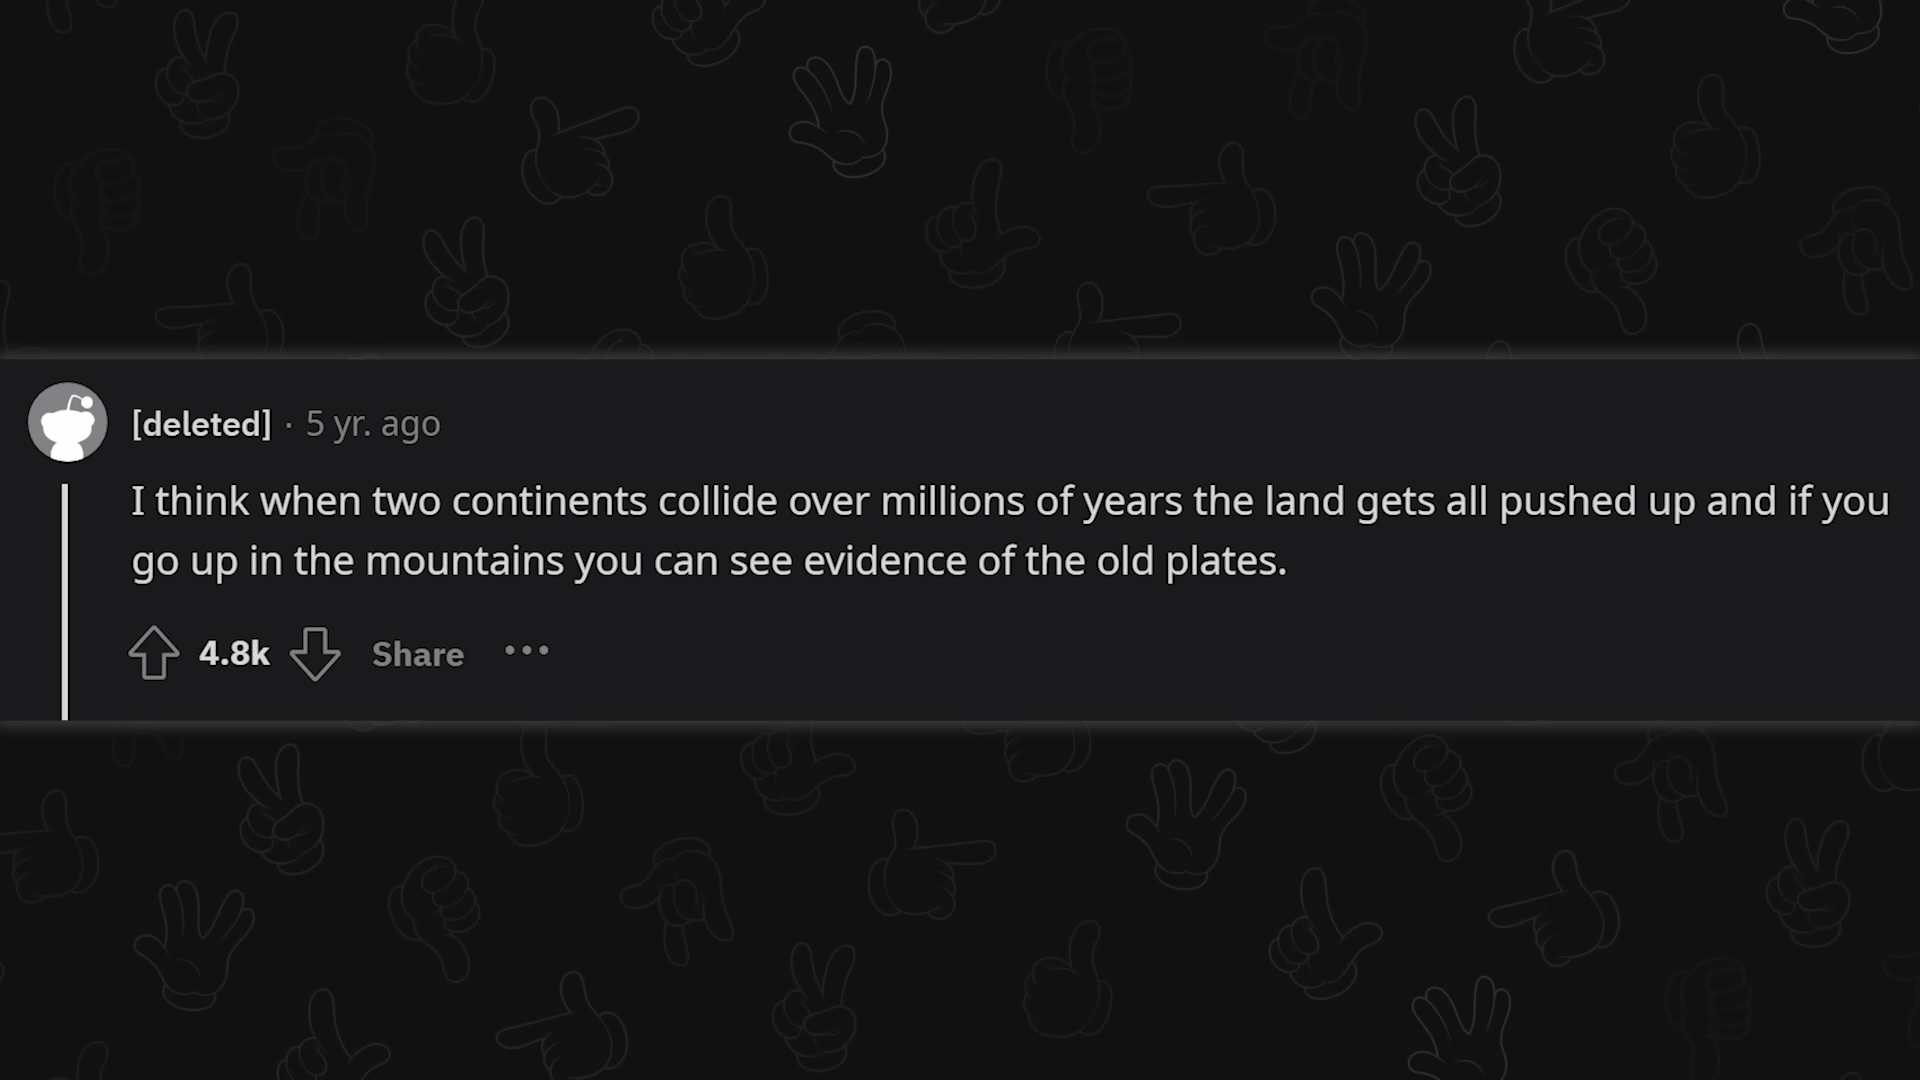 [deleted] · 5 yr. ago
I think when two continents collide over millions of years the land gets all pushed up and if you
go up in the mountains you can see evidence of the old plates.
4.8k Share ...